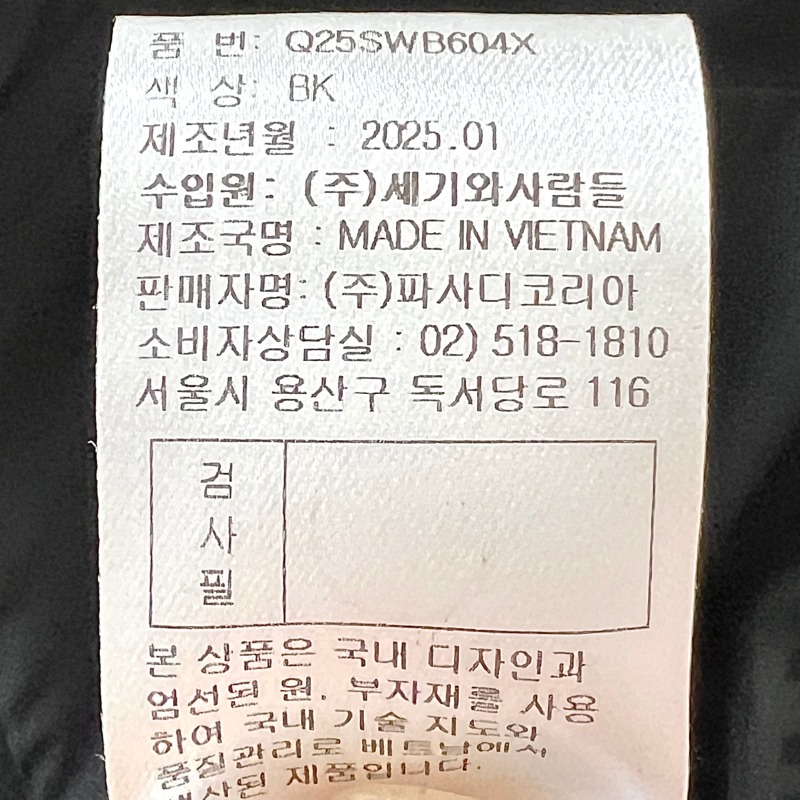 품 번: Q25SWB604X
색 상: BK
제조년월 : 2025.01
수입원: (주)세기와사람들
제조국명 : MADE IN VIETNAM
판매자명: (주)파사디코리아
소비자상담실 : 02) 518-1810
서울시 용산구 독서당로 116
검
사
필
본 상품은 국내 디자인과
엄선된 원, 부자재를 사용
하여 국내 기술 지도와
품질관리로 베트남에서
생산된 제품입니다.